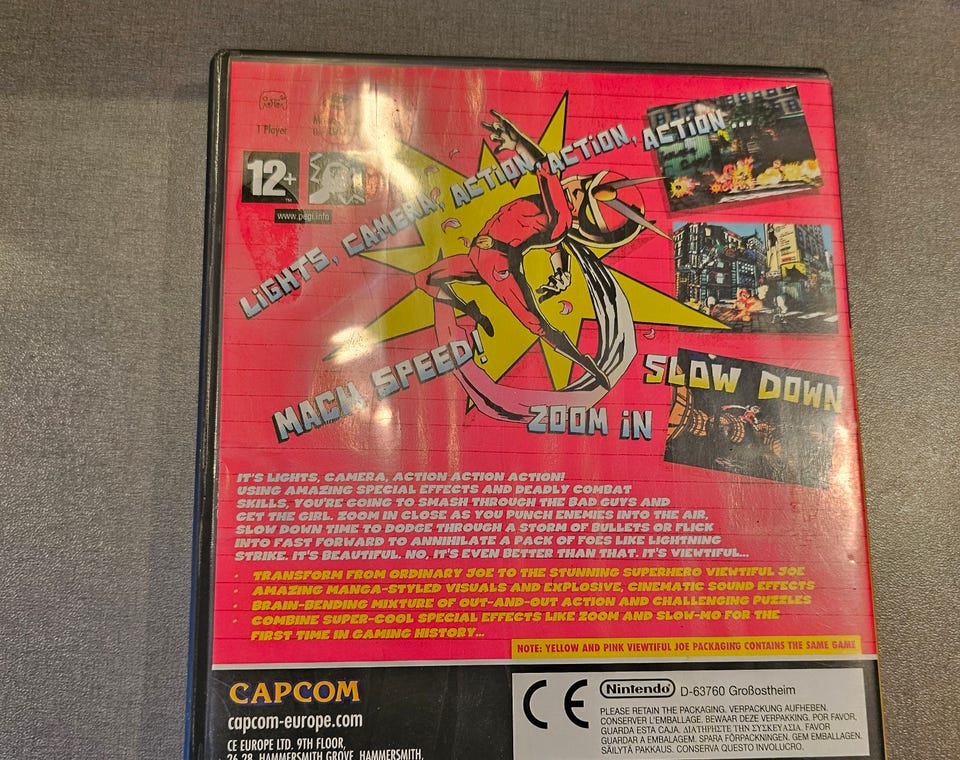 1 Player
12+
www.pegi.info
LIGHTS, CAMERA, ACTION, ACTION, ACTION...
MACH SPEED!
ZOOM IN
SLOW DOWN
IT'S LIGHTS, CAMERA, ACTION ACTION ACTION!
USING AMAZING SPECIAL EFFECTS AND DEADLY COMBAT
SKILLS, YOU'RE GOING TO SMASH THROUGH THE BAD GUYS AND
GET THE GIRL. ZOOM IN CLOSE AS YOU PUNCH ENEMIES INTO THE AIR,
SLOW DOWN TIME TO DODGE THROUGH A STORM OF BULLETS OR FLICK
INTO FAST FORWARD TO ANNIHILATE A PACK OF FOES LIKE LIGHTNING
STRIKE. IT'S BEAUTIFUL. NO, IT'S EVEN BETTER THAN THAT. IT'S VIEWTIFUL...
• TRANSFORM FROM ORDINARY JOE TO THE STUNNING SUPERHERO VIEWTIFUL JOE
• AMAZING MANGA-STYLED VISUALS AND EXPLOSIVE, CINEMATIC SOUND EFFECTS
• BRAIN-BENDING MIXTURE OF OUT-AND-OUT ACTION AND CHALLENGING PUZZLES
• COMBINE SUPER-COOL SPECIAL EFFECTS LIKE ZOOM AND SLOW-MO FOR THE
FIRST TIME IN GAMING HISTORY...
NOTE: YELLOW AND PINK VIEWTIFUL JOE PACKAGING CONTAINS THE SAME GAME
CAPCOM
capcom-europe.com
CE EUROPE LTD. 9TH FLOOR,
26-28, HAMMERSMITH GROVE, HAMMERSMITH,
CE Nintendo D-63760 Großostheim
PLEASE RETAIN THE PACKAGING. VERPACKUNG AUFHEBEN.
CONSERVER L'EMBALLAGE. BEWAAR DEZE VERPAKKING. POR FAVOR,
GUARDA ESTA CAJA. ΔΙΑΤΗΡΗΣΤΕ ΤΗΝ ΣΥΣΚΕΥΑΣΙΑ. FAVOR
GUARDAR A EMBALAGEM. SPARA FÖRPACKNINGEN. GEM EMBALLAGEN.
SÄILYTÄ PAKKAUS. CONSERVA QUESTO INVOLUCRO.